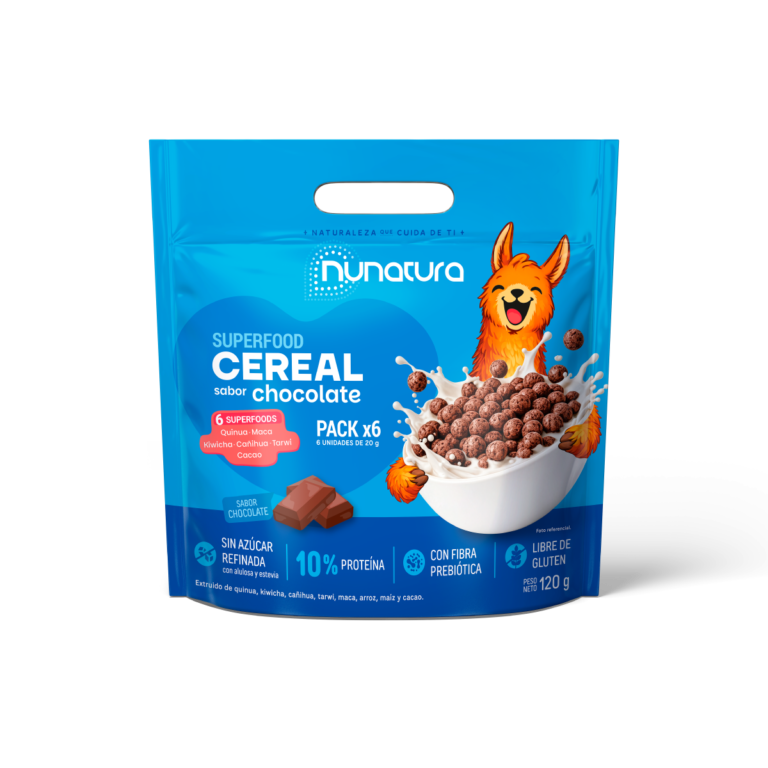 NATURALEZA QUE CUIDA DE TI
nunatura
SUPERFOOD
CEREAL
sabor chocolate
6 SUPERFOODS
Quinua · Maca
Kiwicha · Cañihua · Tarwi
Cacao
PACK x6
6 UNIDADES DE 20 g
SABOR
CHOCOLATE
Foto referencial.
SIN AZÚCAR
REFINADA
con alulosa y estevia
10% PROTEÍNA
CON FIBRA
PREBIÓTICA
LIBRE DE
GLUTEN
PESO
NETO 120 g
Extruido de quinua, kiwicha, cañihua, tarwi, maca, arroz, maíz y cacao.